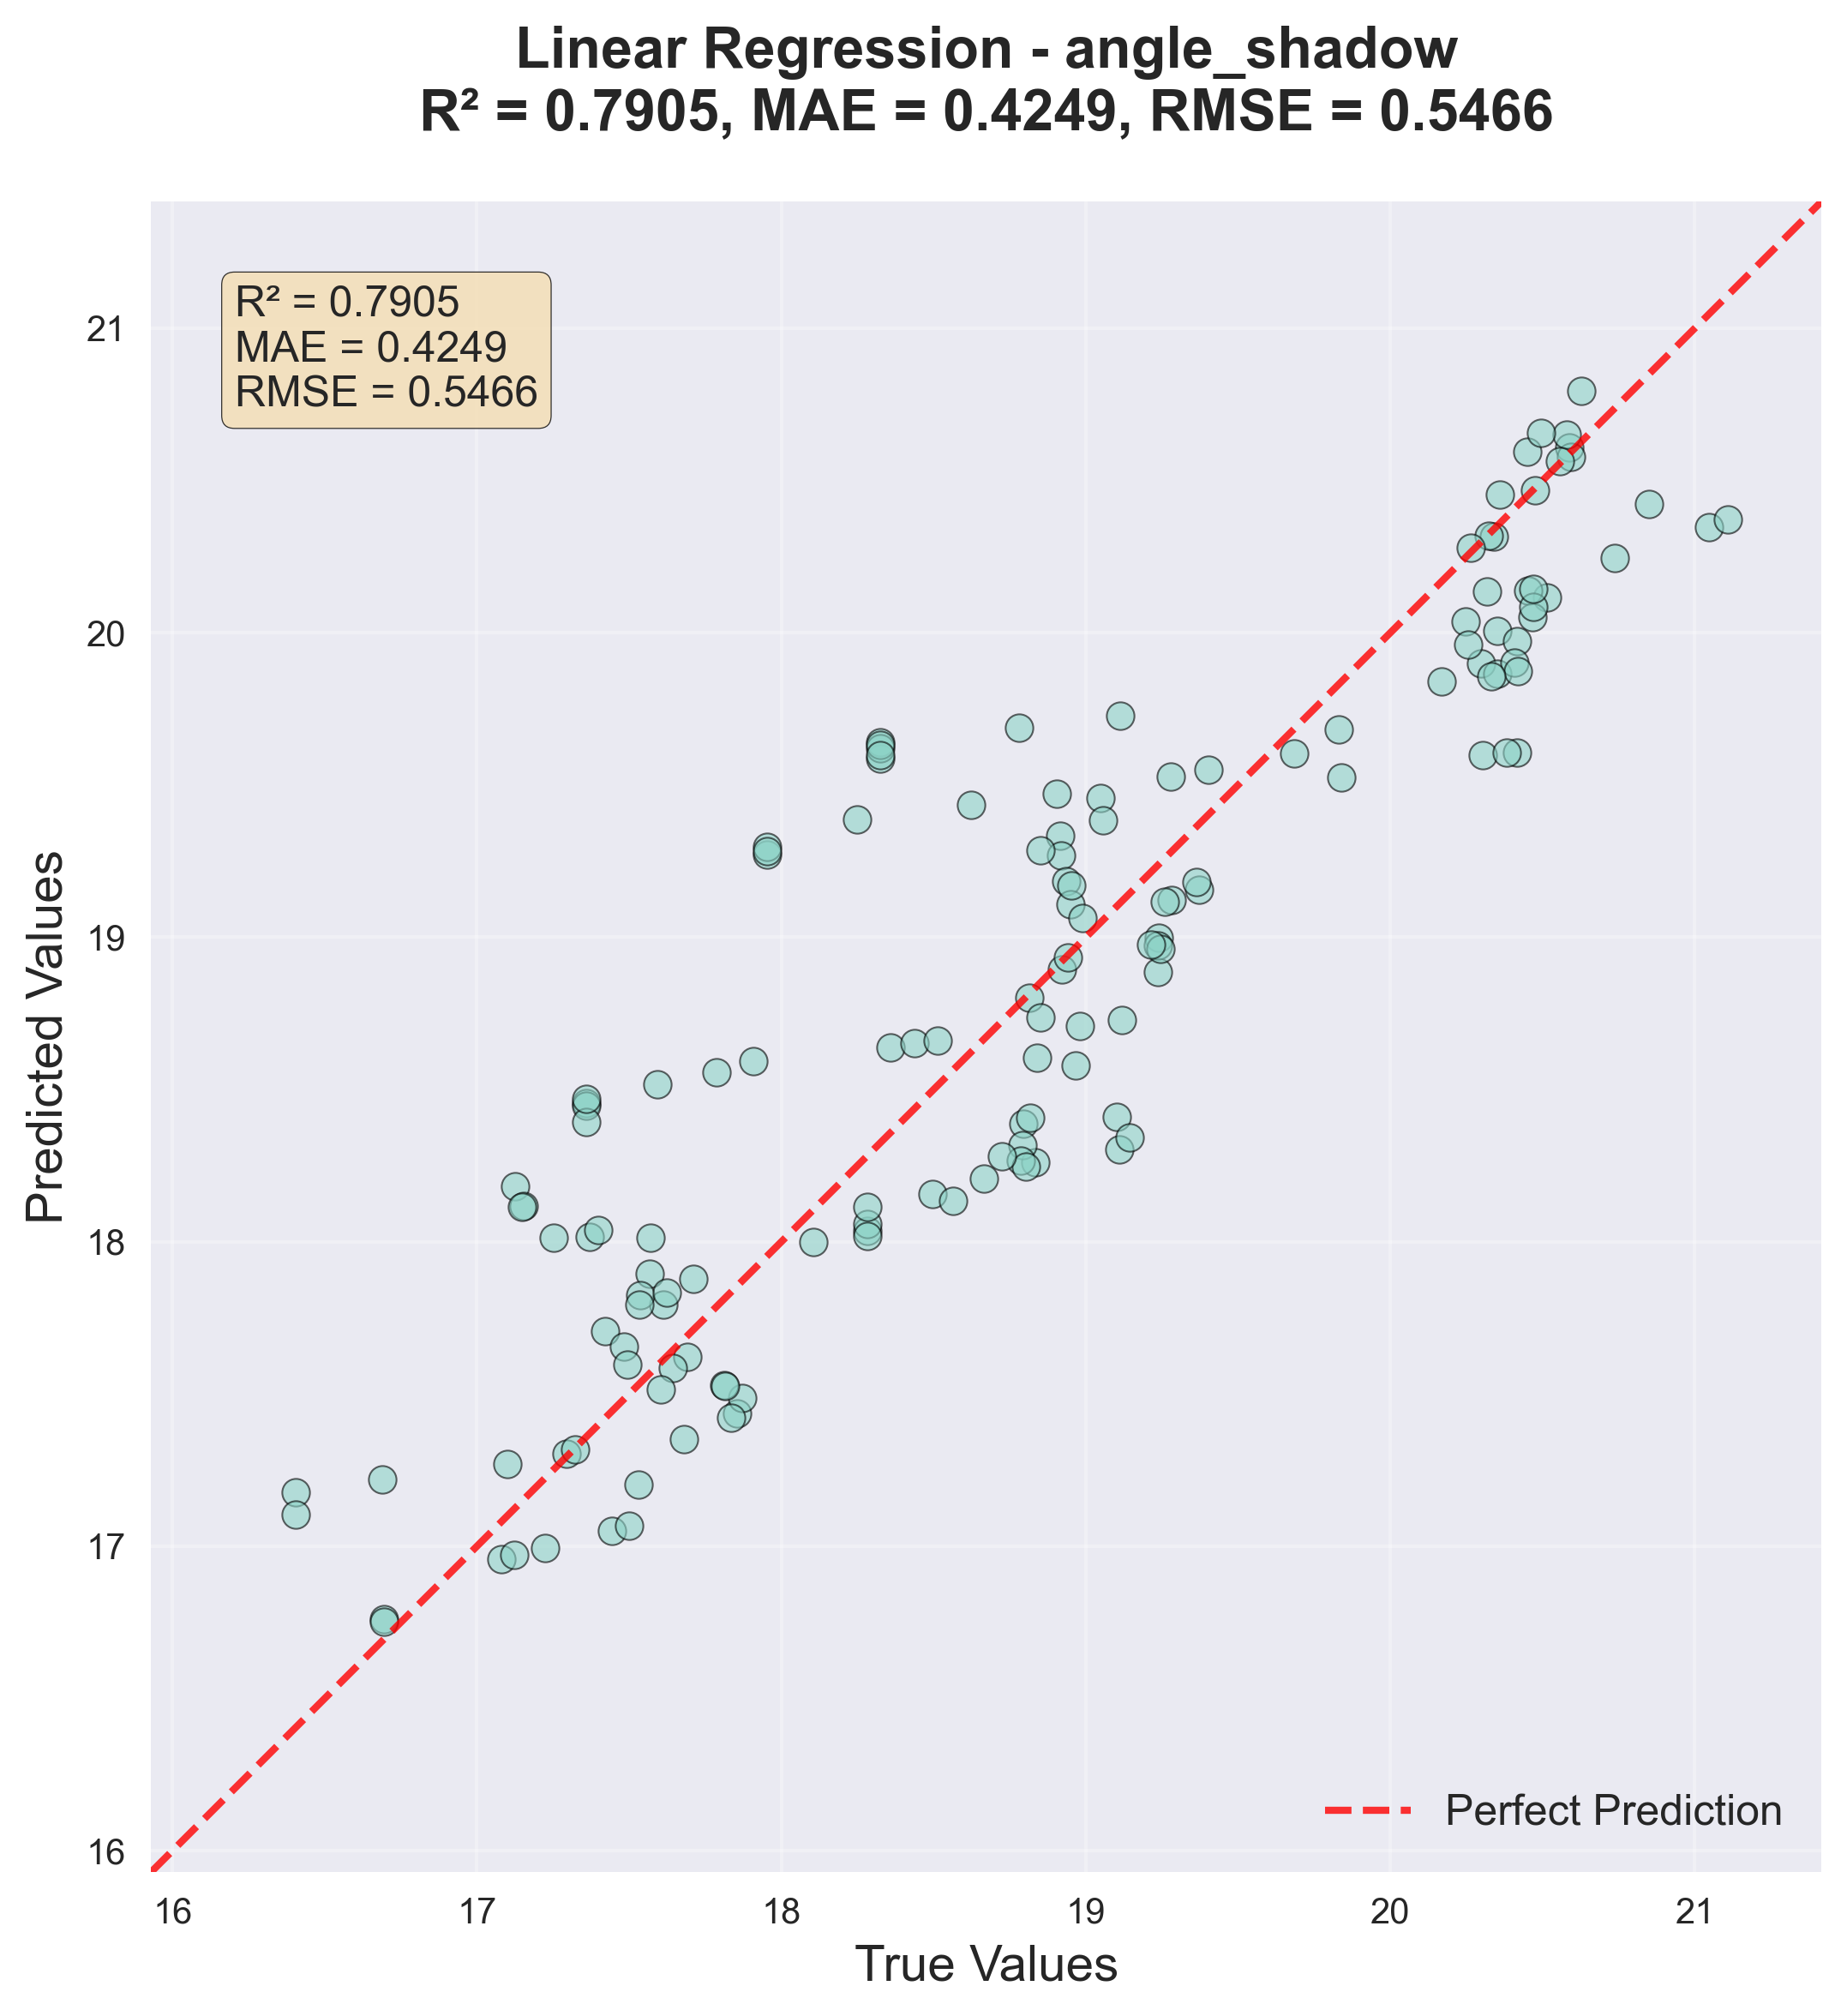 Linear Regression - angle_shadow
R² = 0.7905, MAE = 0.4249, RMSE = 0.5466
R² = 0.7905
MAE = 0.4249
RMSE = 0.5466
21
20
19
18
17
16
Predicted Values
Perfect Prediction
16 17 18 19 20 21
True Values